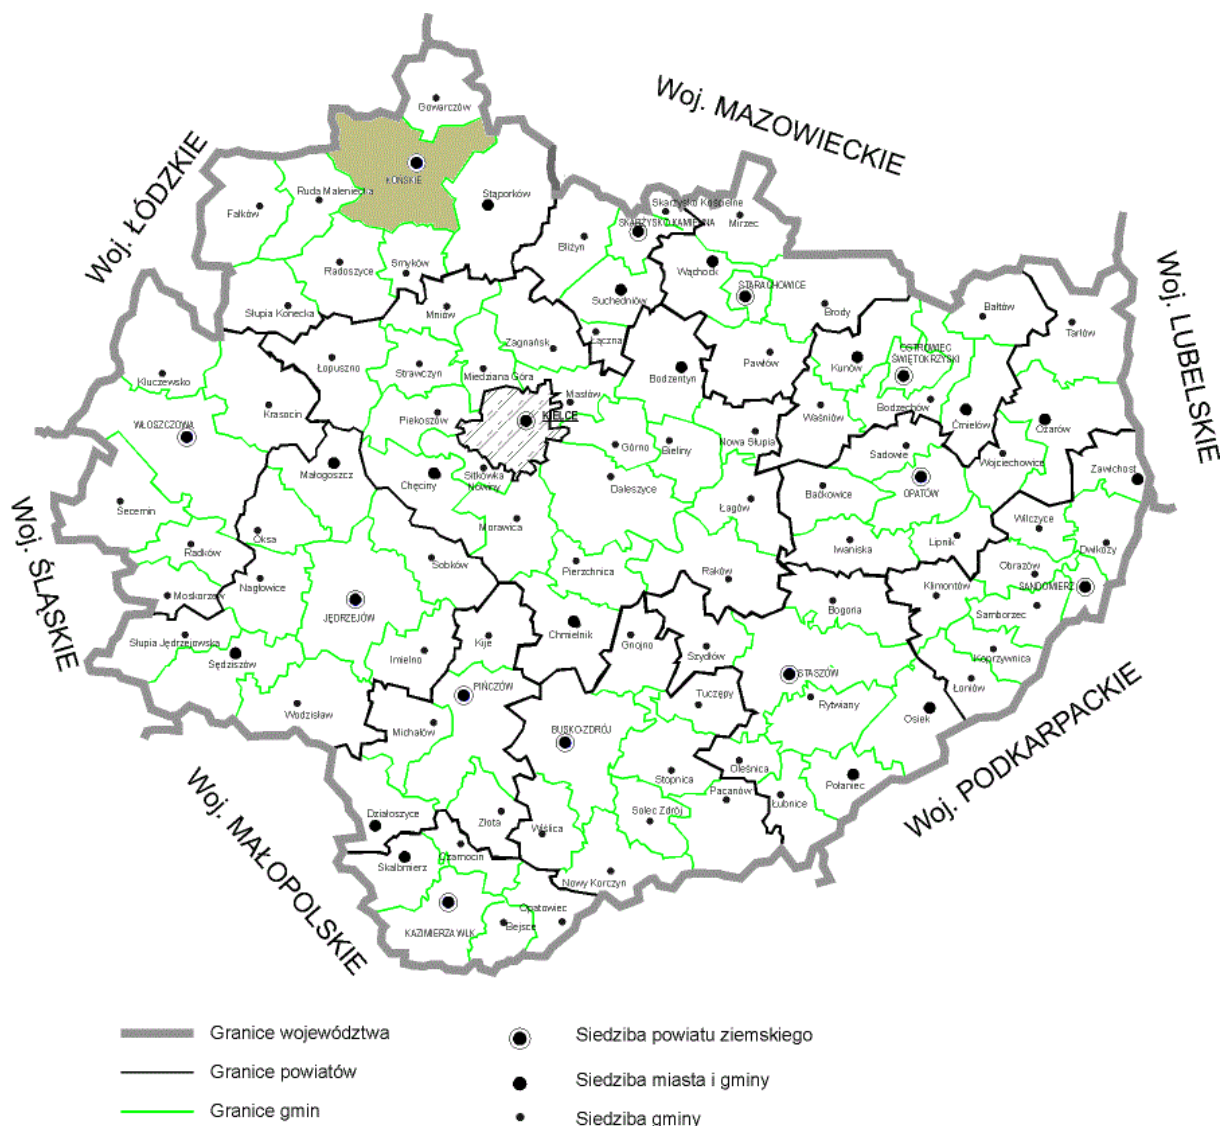 Gowarczów
Woj. MAZOWIECKIE
Woj. ŁÓDZKIE
KOŃSKIE
Ruda Maleniecka
Stąporków
Fałków
Skarżysko Kościelne
SKARŻYSKO KAMIENNA
Mirzec
Bliżyn
Smyków
Radoszyce
Wąchock
Woj. LUBELSKIE
STARACHOWICE
Suchedniów
Słupia Konecka
Mniów
Brody
Bałtów
Tarłów
Zagnańsk
Łączna
Łopuszno
Strawczyn
Miedziana Góra
Bodzentyn
Pawłów
Kunów
OSTROWIEC
ŚWIĘTOKRZYSKI
Kluczewsko
Krasocin
Piekoszów
Masłów
KIELCE
Waśniów
Bodzechów
Ćmielów
Ożarów
WŁOSZCZOWA
Górno
Bieliny
Nowa Słupia
Sadowie
Wojciechowice
Zawichost
Małogoszcz
Chęciny
Sitkówka
Nowiny
Daleszyce
Baćkowice
OPATÓW
Secemin
Łagów
Morawica
Wilczyce
Woj. ŚLĄSKIE
Oksa
Radków
Iwaniska
Lipnik
Dwikozy
Sobków
Pierzchnica
Raków
Obrazów
Klimontów
SANDOMIERZ
Moskorzew
Nagłowice
JĘDRZEJÓW
Bogoria
Samborzec
Słupia Jędrzejowska
Kije
Chmielnik
Gnojno
Szydłów
Sędziszów
Imielno
Koprzywnica
STASZÓW
Łoniów
PIŃCZÓW
Tuczępy
Rytwiany
Wodzisław
Michałów
BUSKO-ZDRÓJ
Osiek
Woj. PODKARPACKIE
Oleśnica
Stopnica
Połaniec
Pacanów
Łubnice
Woj. MAŁOPOLSKIE
Działoszyce
Złota
Wiślica
Solec Zdrój
Skalbmierz
Czarnocin
Nowy Korczyn
Opatowiec
Bejsce
KAZIMIERZA WLK.
Granice województwa
Siedziba powiatu ziemskiego
Granice powiatów
Siedziba miasta i gminy
Granice gmin
Siedziba gminy